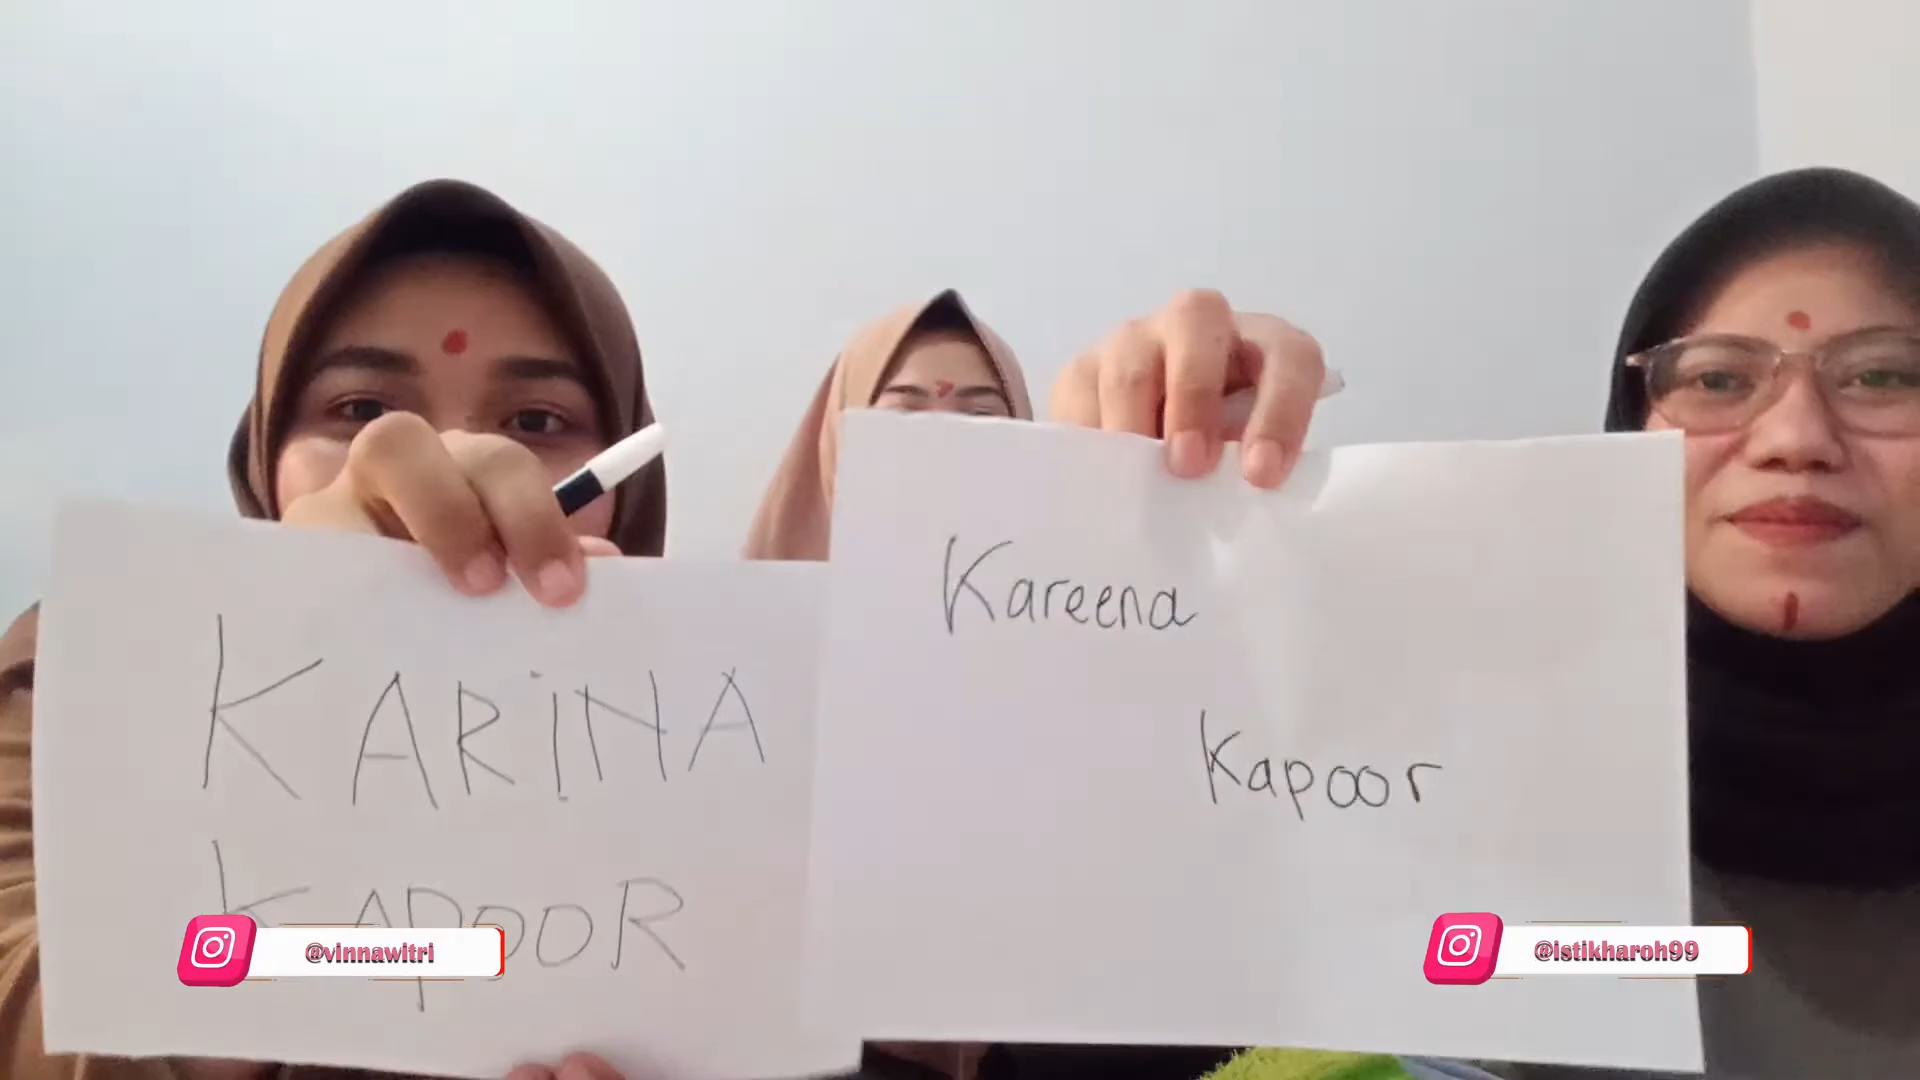 KARINA
KAPOOR
Kareena
Kapoor
@vinnawitri
@istikharoh99